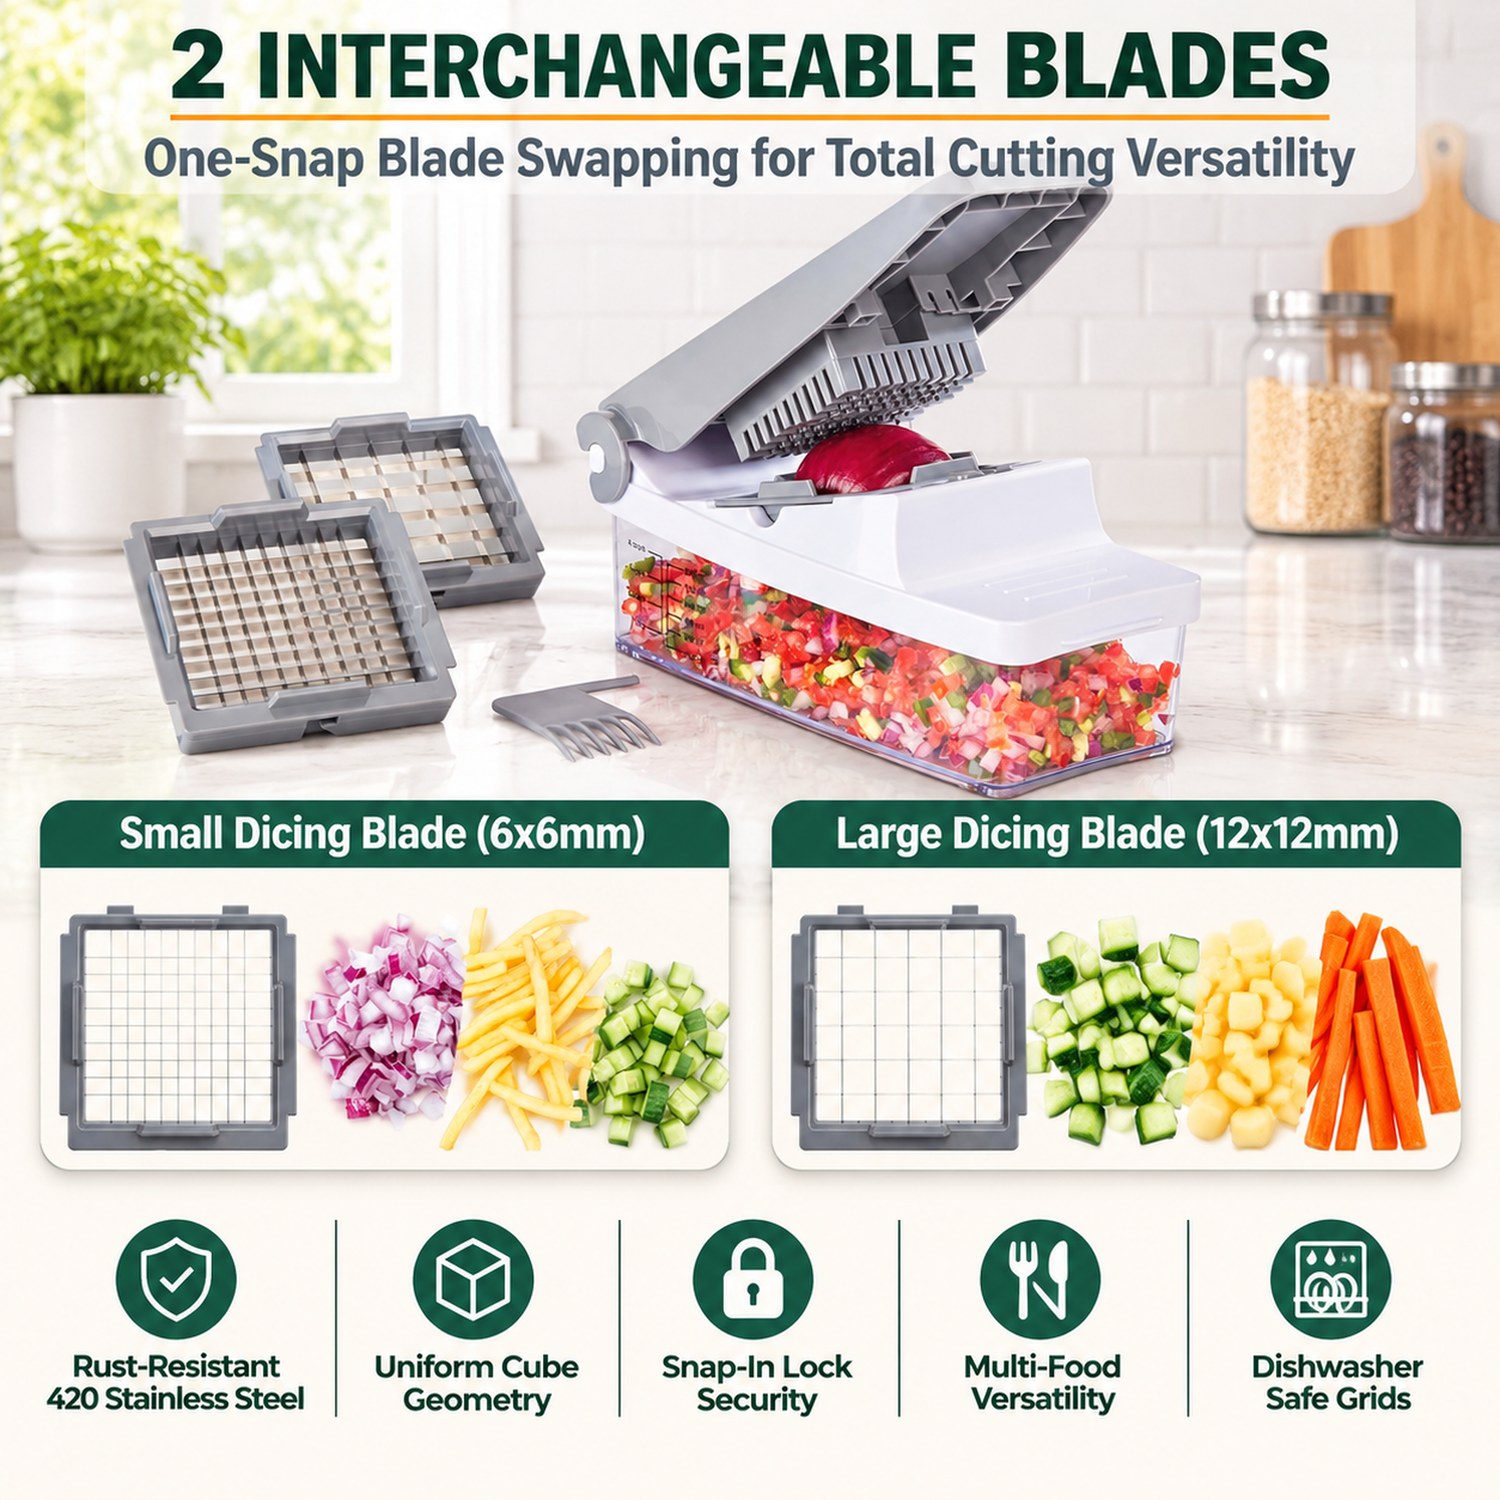 2 INTERCHANGEABLE BLADES
One-Snap Blade Swapping for Total Cutting Versatility
Small Dicing Blade (6x6mm)
Large Dicing Blade (12x12mm)
Rust-Resistant
420 Stainless Steel
Uniform Cube
Geometry
Snap-In Lock
Security
Multi-Food
Versatility
Dishwasher
Safe Grids